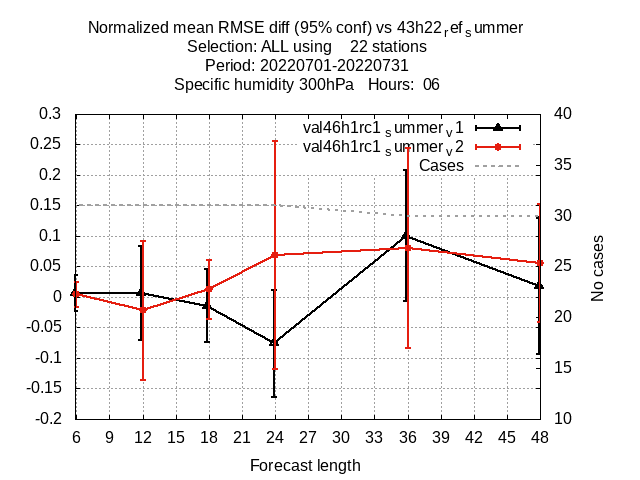 Normalized mean RMSE diff (95% conf) vs 43h22refsummer
Selection: ALL using 22 stations
Period: 20220701-20220731
Specific humidity 300hPa Hours: 06
val46h1rc1summerv1
val46h1rc1summerv2
Cases
0.3
0.25
0.2
0.15
0.1
0.05
0
-0.05
-0.1
-0.15
-0.2
40
35
30
25
20
15
10
No cases
6 9 12 15 18 21 24 27 30 33 36 39 42 45 48
Forecast length